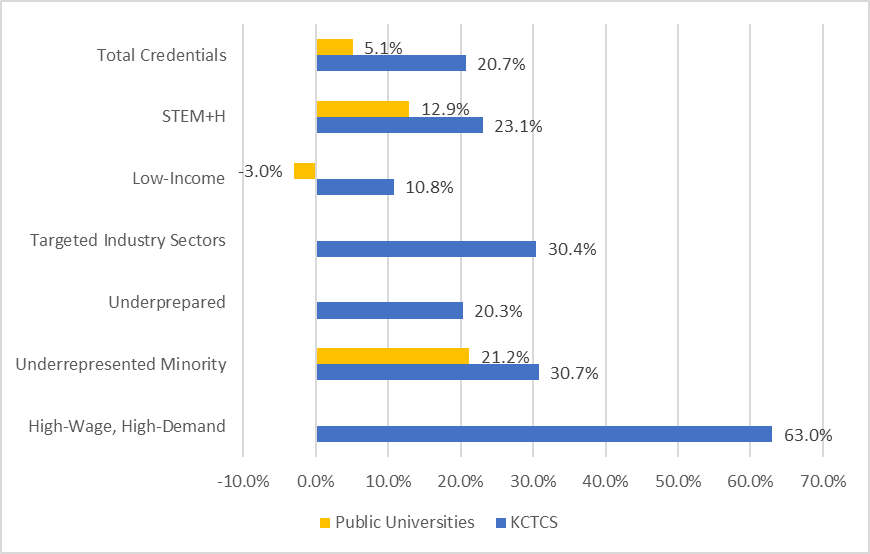 Total Credentials
5.1%
20.7%
STEM+H
12.9%
23.1%
-3.0%
Low-Income
10.8%
Targeted Industry Sectors
30.4%
Underprepared
20.3%
Underrepresented Minority
21.2%
30.7%
High-Wage, High-Demand
63.0%
-10.0% 0.0% 10.0% 20.0% 30.0% 40.0% 50.0% 60.0% 70.0%
Public Universities KCTCS